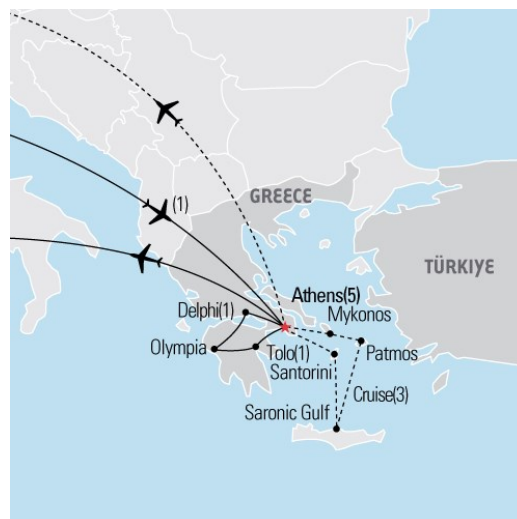 (1)
GREECE
TÜRKIYE
Athens(5)
Delphi(1)
Mykonos
Olympia
Tolo(1)
Patmos
Santorini
Cruise(3)
Saronic Gulf